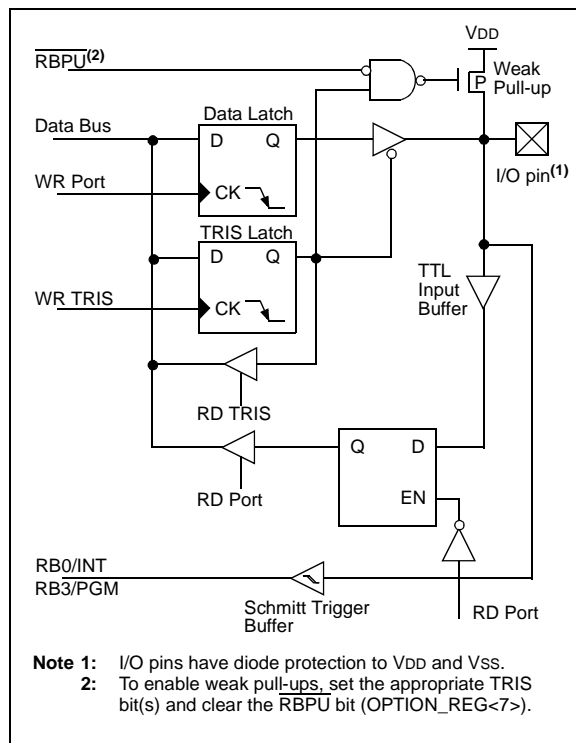 VDD
RBPU(2)
Weak
Pull-up
P
Data Latch
Data Bus
D Q
I/O pin(1)
WR Port
CK
TRIS Latch
D Q
TTL
Input
Buffer
WR TRIS
CK
RD TRIS
Q D
RD Port
EN
RB0/INT
RB3/PGM
Schmitt Trigger
Buffer
RD Port
Note 1: I/O pins have diode protection to VDD and VSS.
2: To enable weak pull-ups, set the appropriate TRIS
bit(s) and clear the RBPU bit (OPTION_REG<7>).